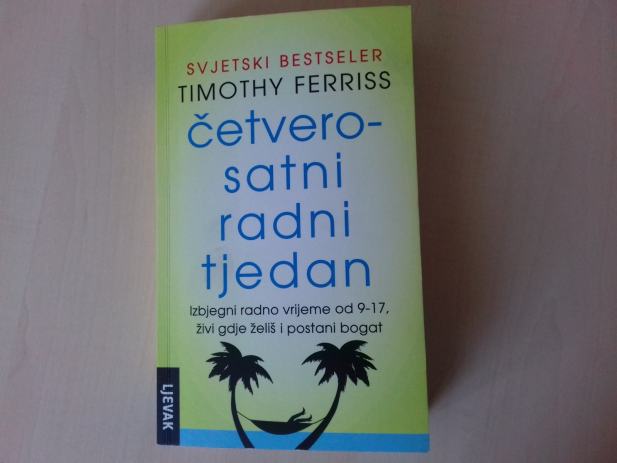 SVJETSKI BESTSELER
TIMOTHY FERRISS
četvero-
satni
radni
tjedan
Izbjegni radno vrijeme od 9-17,
živi gdje želiš i postani bogat
LJEVAK